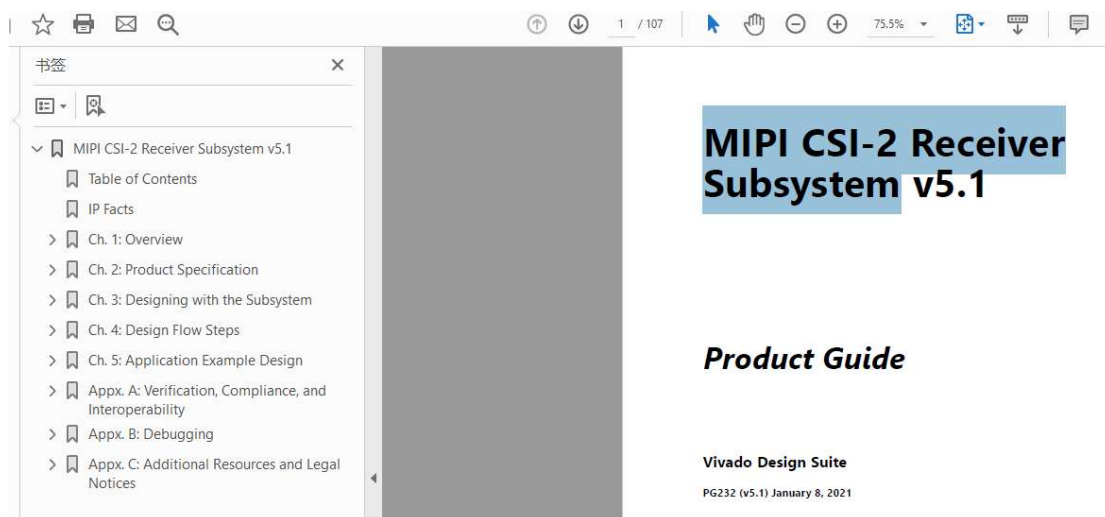 1 / 107
75.5%
书签
MIPI CSI-2 Receiver Subsystem v5.1
Table of Contents
IP Facts
Ch. 1: Overview
Ch. 2: Product Specification
Ch. 3: Designing with the Subsystem
Ch. 4: Design Flow Steps
Ch. 5: Application Example Design
Appx. A: Verification, Compliance, and
Interoperability
Appx. B: Debugging
Appx. C: Additional Resources and Legal
Notices
MIPI CSI-2 Receiver
Subsystem v5.1
Product Guide
Vivado Design Suite
PG232 (v5.1) January 8, 2021